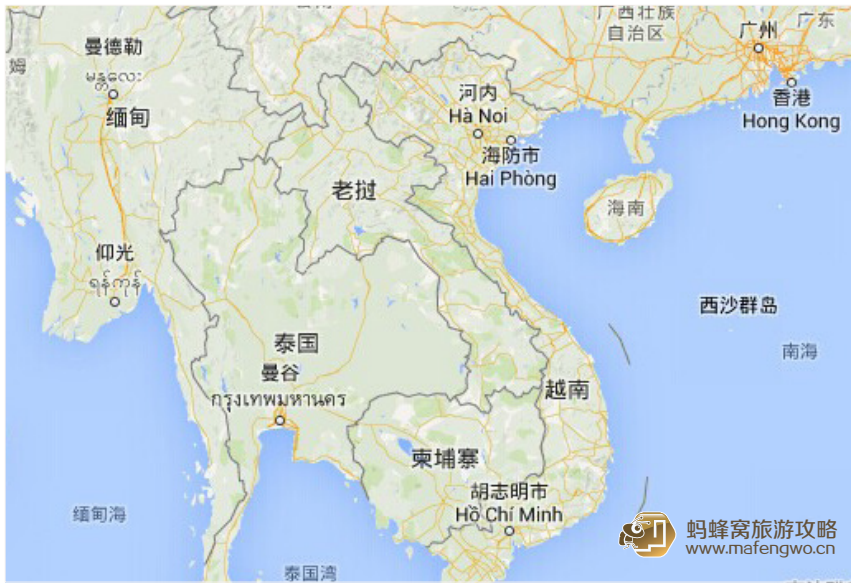 云南
广西壮族
自治区
广东
广州
曼德勒
မန္တလေး
姆
缅甸
河内
Hà Noi
香港
Hong Kong
海防市
Hai Phòng
老挝
海南
仰光
ရန်ကုန်
西沙群岛
南海
泰国
曼谷
กรุงเทพมหานคร
越南
柬埔寨
胡志明市
Hồ Chí Minh
缅甸海
泰国湾
蚂蜂窝旅游攻略
www.mafengwo.cn